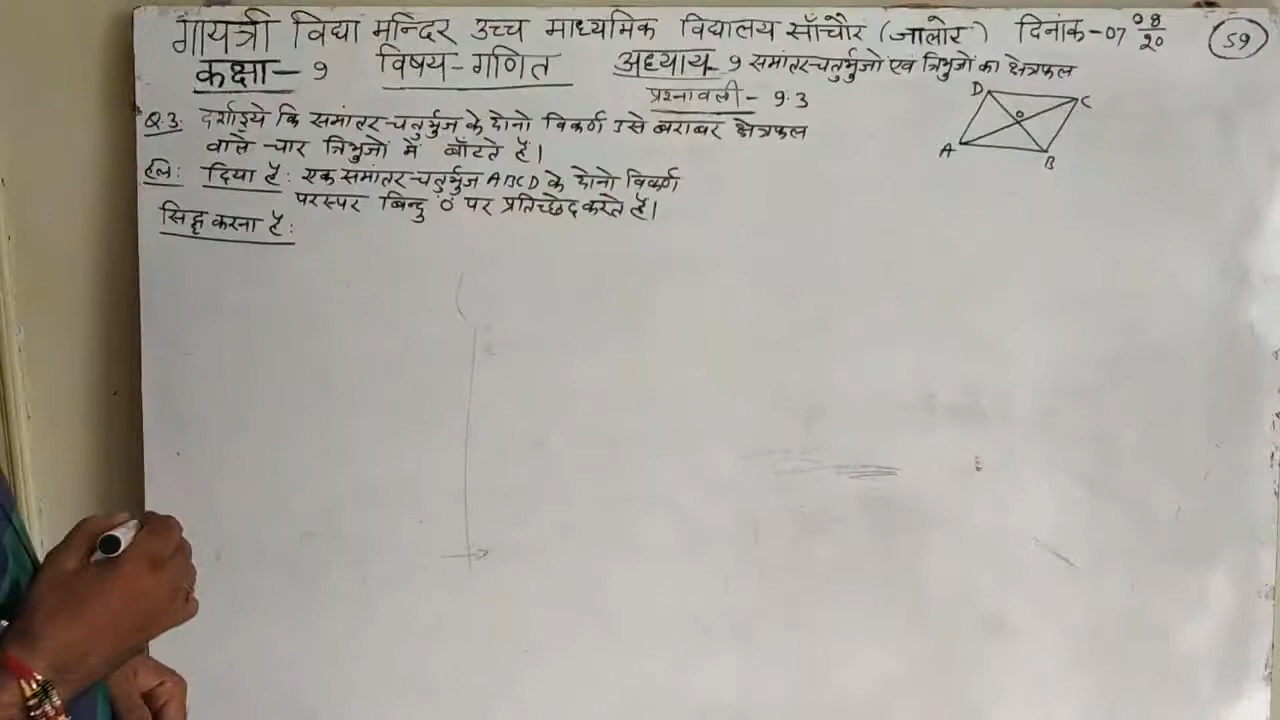 गायत्री विद्या मन्दिर उच्च माध्यमिक विद्यालय साँचौर (जालोर) दिनांक-07 08/20
59
कक्षा-9 विषय-गणित अध्याय-9 समांतर चतुर्भुजो एवं त्रिभुजों का क्षेत्रफल
प्रश्नावली-9.3
Q.3. दर्शाइये कि समांतर-चतुर्भुज के दोनो विकर्ण उसे बराबर क्षेत्रफल
वाले चार त्रिभुजों में बाँटते हैं।
हल: दिया है: एक समांतर-चतुर्भुज ABCD के दोनो विकर्ण
परस्पर बिन्दु O पर प्रतिच्छेद करते है।
सिद्ध करना है:
D C
O
A B